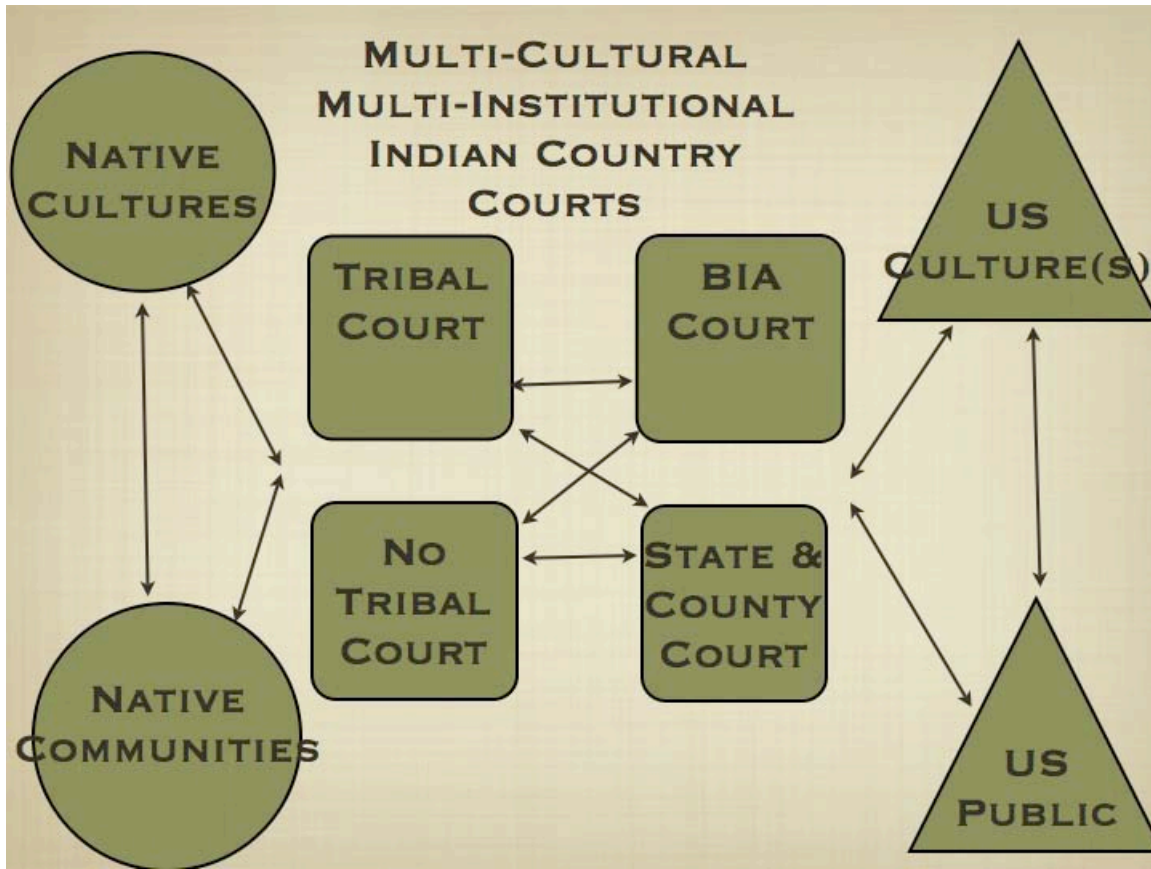 Multi-Cultural
Multi-Institutional
Indian Country
Courts
Native
Cultures
US
Culture(s)
Tribal
Court
BIA
Court
No
Tribal
Court
State &
County
Court
Native
Communities
US
Public